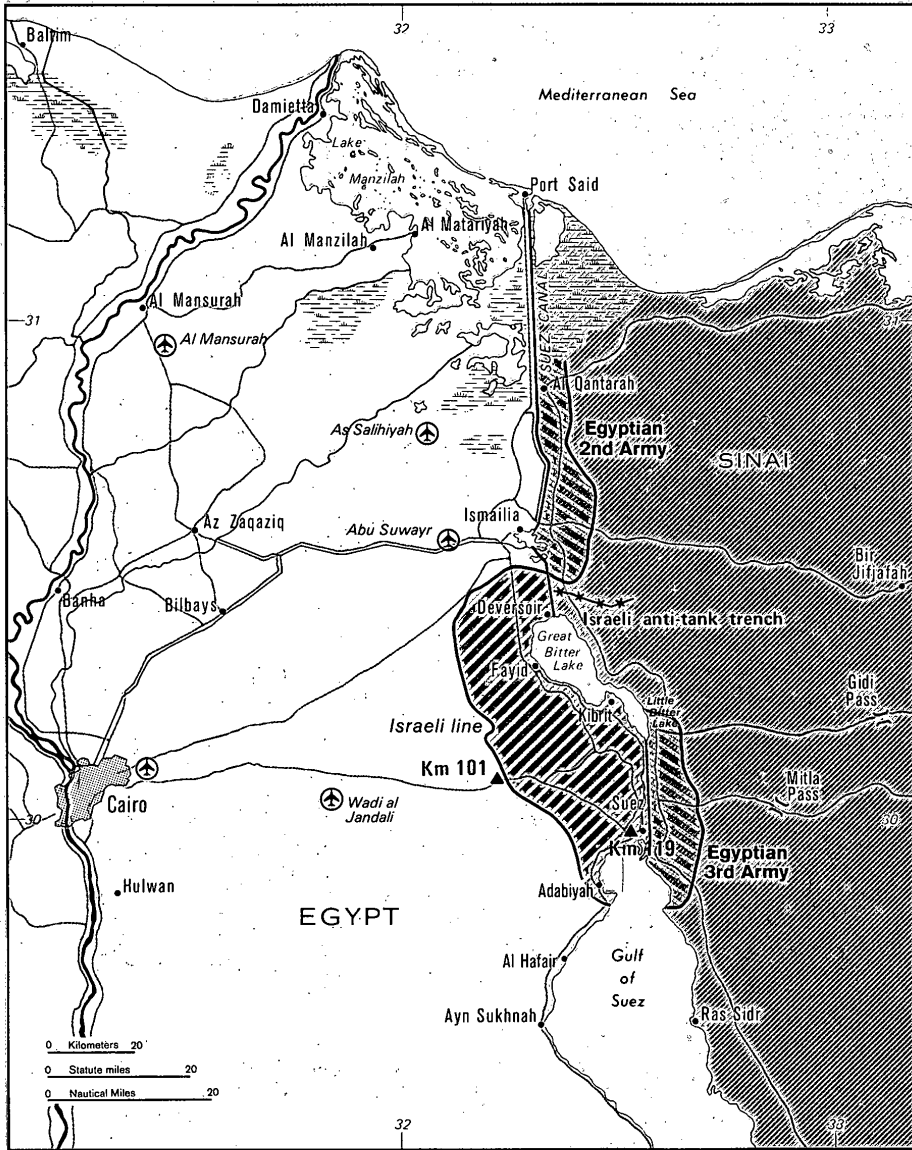 32
33
Baltim
Mediterranean Sea
Damietta
Lake
Manzilah
Port Said
Al Matariyah
Al Manzilah
Al Mansurah
31
31
Al Mansurah
SUEZ CANAL
Al Qantarah
As Salihiyah
Egyptian
2nd Army
SINAI
Az Zaqaziq
Ismailia
Abu Suwayr
Bir
Jifjafah
Banha
Bilbays
Deversoir
Israeli anti-tank trench
Great
Bitter
Lake
Fayid
Gidi
Pass
Kibrit
Little
Bitter
Lake
Israeli line
Km 101
Mitla
Pass
Cairo
Wadi al
Jandali
Suez
30
30
Km 119
Egyptian
3rd Army
Hulwan
Adabiyah
EGYPT
Al Hafair
Gulf
of
Suez
Ayn Sukhnah
Ras Sidr
0 Kilometers 20
0 Statute miles 20
0 Nautical Miles 20
32
33